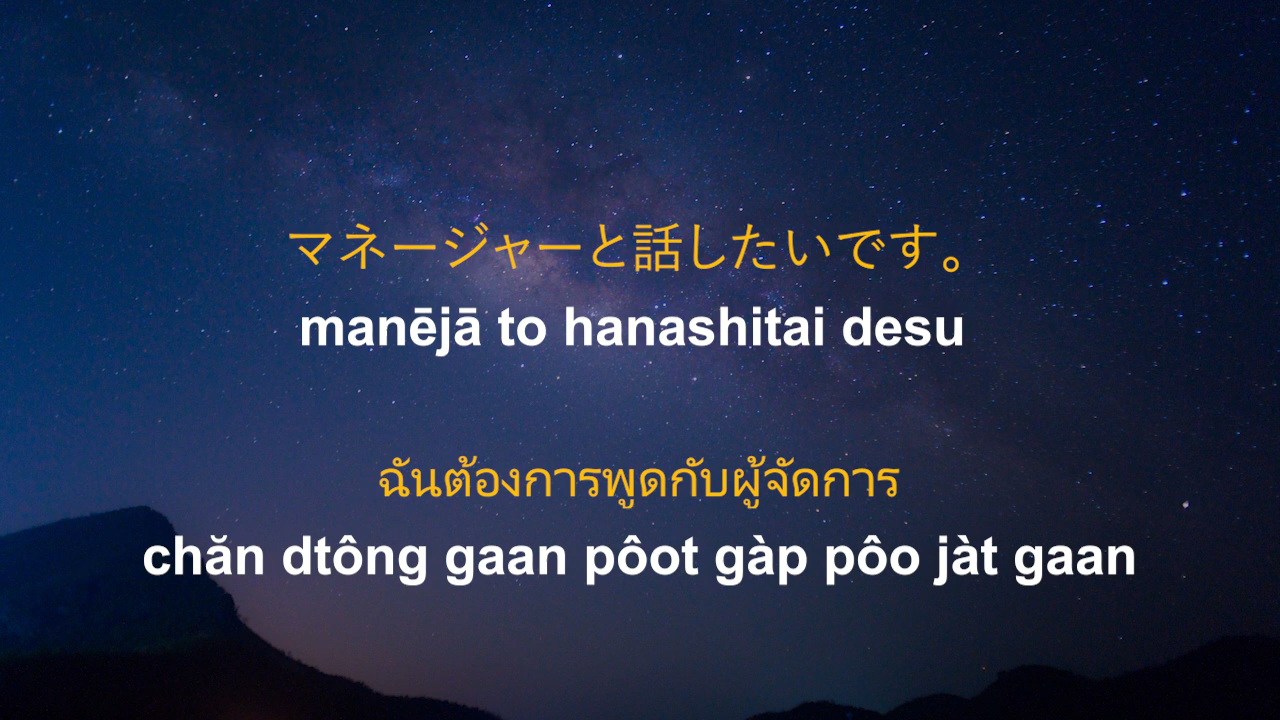 マネージャーと話したいです。
manējā to hanashitai desu
ฉันต้องการพูดกับผู้จัดการ
chăn dtông gaan pôot gàp pôo jàt gaan